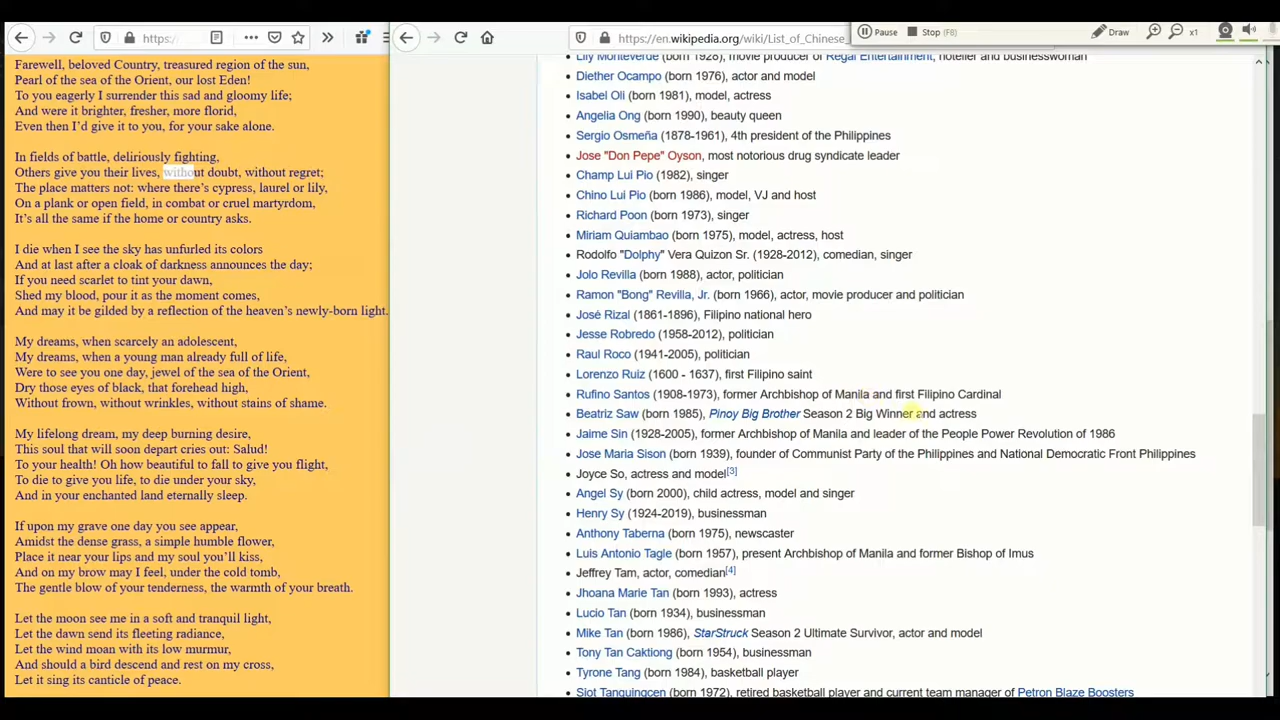 https://
https://en.wikipedia.org/wiki/List_of_Chinese_
Pause
Stop (F8)
Draw
x1
Farewell, beloved Country, treasured region of the sun,
Pearl of the sea of the Orient, our lost Eden!
To you eagerly I surrender this sad and gloomy life;
And were it brighter, fresher, more florid,
Even then I'd give it to you, for your sake alone.
In fields of battle, deliriously fighting,
Others give you their lives, without doubt, without regret;
The place matters not: where there's cypress, laurel or lily,
On a plank or open field, in combat or cruel martyrdom,
It's all the same if the home or country asks.
I die when I see the sky has unfurled its colors
And at last after a cloak of darkness announces the day;
If you need scarlet to tint your dawn,
Shed my blood, pour it as the moment comes,
And may it be gilded by a reflection of the heaven's newly-born light.
My dreams, when scarcely an adolescent,
My dreams, when a young man already full of life,
Were to see you one day, jewel of the sea of the Orient,
Dry those eyes of black, that forehead high,
Without frown, without wrinkles, without stains of shame.
My lifelong dream, my deep burning desire,
This soul that will soon depart cries out: Salud!
To your health! Oh how beautiful to fall to give you flight,
To die to give you life, to die under your sky,
And in your enchanted land eternally sleep.
If upon my grave one day you see appear,
Amidst the dense grass, a simple humble flower,
Place it near your lips and my soul you'll kiss,
And on my brow may I feel, under the cold tomb,
The gentle blow of your tenderness, the warmth of your breath.
Let the moon see me in a soft and tranquil light,
Let the dawn send its fleeting radiance,
Let the wind moan with its low murmur,
And should a bird descend and rest on my cross,
Let it sing its canticle of peace.
Lily Monteverde (born 1928), movie producer of Regal Entertainment, hotelier and businesswoman
Diether Ocampo (born 1976), actor and model
Isabel Oli (born 1981), model, actress
Angelia Ong (born 1990), beauty queen
Sergio Osmeña (1878-1961), 4th president of the Philippines
Jose "Don Pepe" Oyson, most notorious drug syndicate leader
Champ Lui Pio (1982), singer
Chino Lui Pio (born 1986), model, VJ and host
Richard Poon (born 1973), singer
Miriam Quiambao (born 1975), model, actress, host
Rodolfo "Dolphy" Vera Quizon Sr. (1928-2012), comedian, singer
Jolo Revilla (born 1988), actor, politician
Ramon "Bong" Revilla, Jr. (born 1966), actor, movie producer and politician
José Rizal (1861-1896), Filipino national hero
Jesse Robredo (1958-2012), politician
Raul Roco (1941-2005), politician
Lorenzo Ruiz (1600 - 1637), first Filipino saint
Rufino Santos (1908-1973), former Archbishop of Manila and first Filipino Cardinal
Beatriz Saw (born 1985), Pinoy Big Brother Season 2 Big Winner and actress
Jaime Sin (1928-2005), former Archbishop of Manila and leader of the People Power Revolution of 1986
Jose Maria Sison (born 1939), founder of Communist Party of the Philippines and National Democratic Front Philippines
Joyce So, actress and model[3]
Angel Sy (born 2000), child actress, model and singer
Henry Sy (1924-2019), businessman
Anthony Taberna (born 1975), newscaster
Luis Antonio Tagle (born 1957), present Archbishop of Manila and former Bishop of Imus
Jeffrey Tam, actor, comedian[4]
Jhoana Marie Tan (born 1993), actress
Lucio Tan (born 1934), businessman
Mike Tan (born 1986), StarStruck Season 2 Ultimate Survivor, actor and model
Tony Tan Caktiong (born 1954), businessman
Tyrone Tang (born 1984), basketball player
Siot Tanquingcen (born 1972), retired basketball player and current team manager of Petron Blaze Boosters